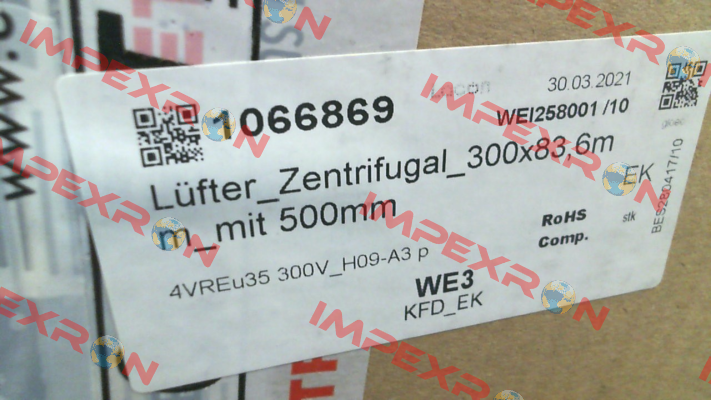 30.03.2021
1066869
WEI258001 /10
Lüfter_Zentrifugal_300x83,6m
m_mit 500mm
EK
RoHS
Comp.
stk
BES280417/10
4VREu35 300V_H09-A3 p
WE3
KFD_EK
IMPEXRON